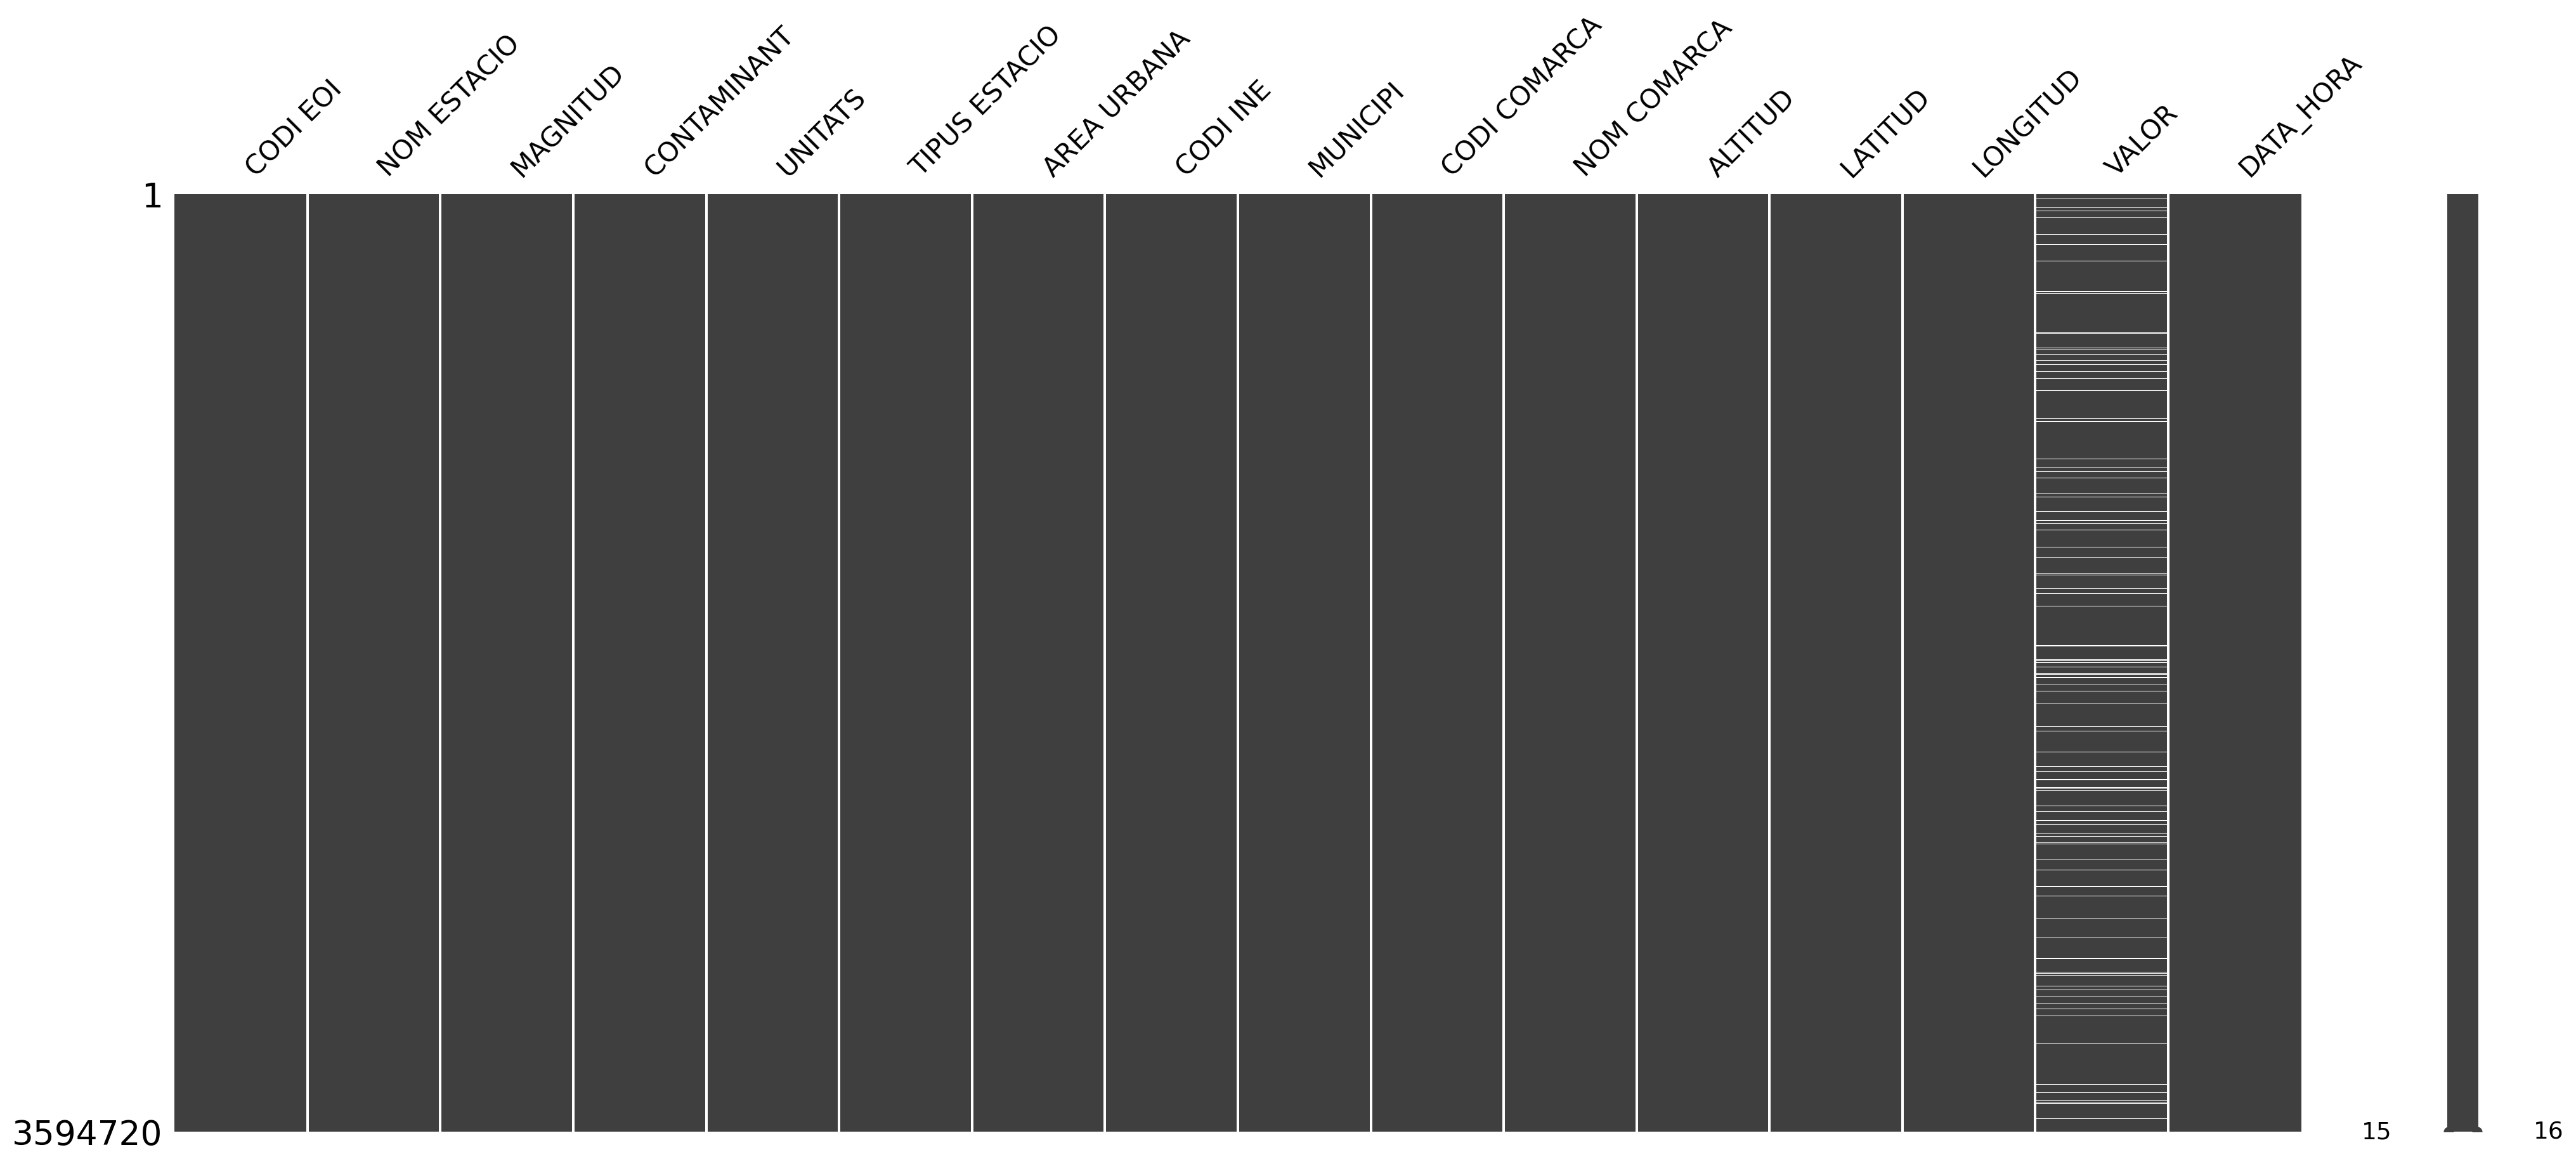 CODI EOI
NOM ESTACIO
MAGNITUD
CONTAMINANT
UNITATS
TIPUS ESTACIO
AREA URBANA
CODI INE
MUNICIPI
CODI COMARCA
NOM COMARCA
ALTITUD
LATITUD
LONGITUD
VALOR
DATA_HORA
1
3594720
15
16